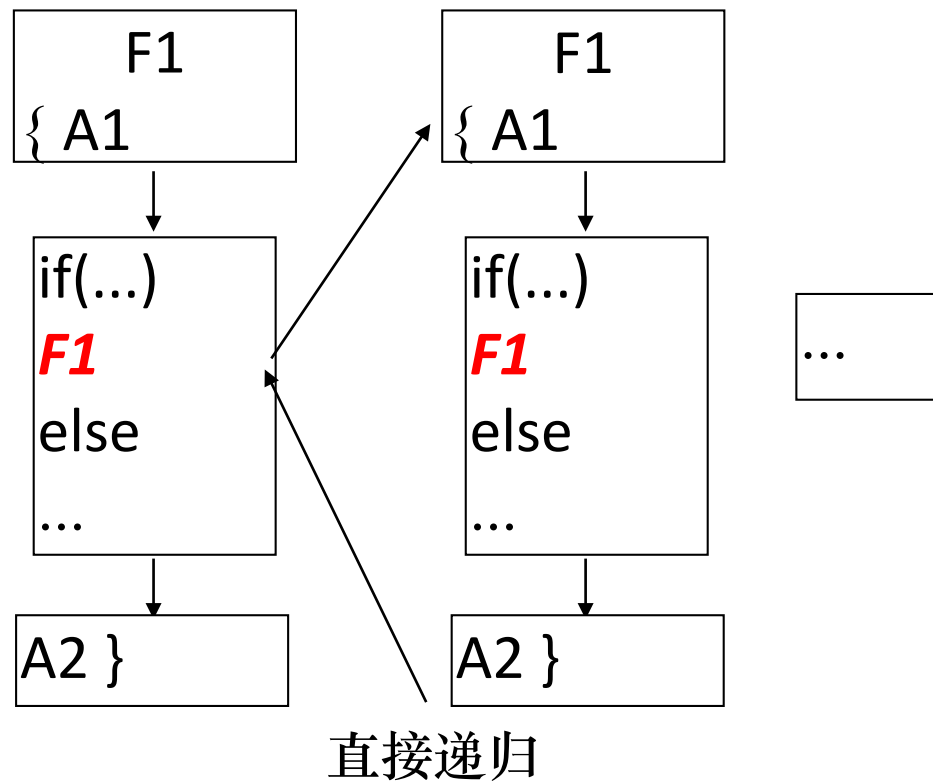 F1
{ A1
if(...)
F1
else
...
A2 }
F1
{ A1
if(...)
F1
else
...
A2 }
...
直接递归